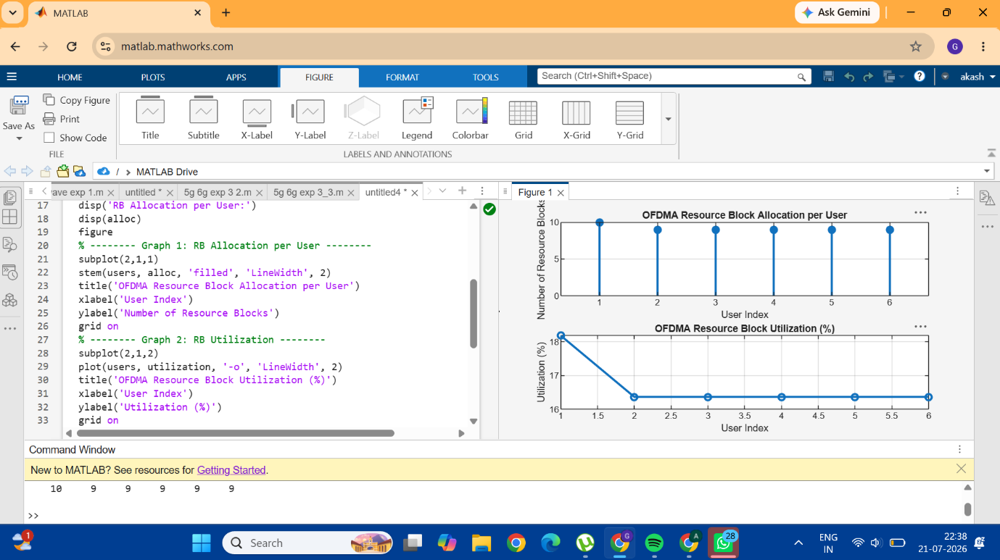 MATLAB
Ask Gemini
matlab.mathworks.com
G
HOME PLOTS APPS FIGURE FORMAT TOOLS
Search (Ctrl+Shift+Space)
? akash
Save As
Copy Figure
Print
Show Code
FILE
Title Subtitle X-Label Y-Label Z-Label Legend Colorbar Grid X-Grid Y-Grid
LABELS AND ANNOTATIONS
/ MATLAB Drive
ave exp 1.m untitled * 5g 6g exp 3 2.m 5g 6g exp 3_3.m untitled4 *
17 disp('RB Allocation per User:')
18 disp(alloc)
19 figure
20 % -------- Graph 1: RB Allocation per User --------
21 subplot(2,1,1)
22 stem(users, alloc, 'filled', 'LineWidth', 2)
23 title('OFDMA Resource Block Allocation per User')
24 xlabel('User Index')
25 ylabel('Number of Resource Blocks')
26 grid on
27 % -------- Graph 2: RB Utilization --------
28 subplot(2,1,2)
29 plot(users, utilization, '-o', 'LineWidth', 2)
30 title('OFDMA Resource Block Utilization (%)')
31 xlabel('User Index')
32 ylabel('Utilization (%)')
33 grid on
Figure 1
OFDMA Resource Block Allocation per User
Number of Resource Blocks
10
5
0
1 2 3 4 5 6
User Index
OFDMA Resource Block Utilization (%)
Utilization (%)
18
17
16
1 1.5 2 2.5 3 3.5 4 4.5 5 5.5 6
User Index
Command Window
New to MATLAB? See resources for Getting Started.
10 9 9 9 9 9
>>
1
Search
G
A
28
ENG
IN
22:38
21-07-2026